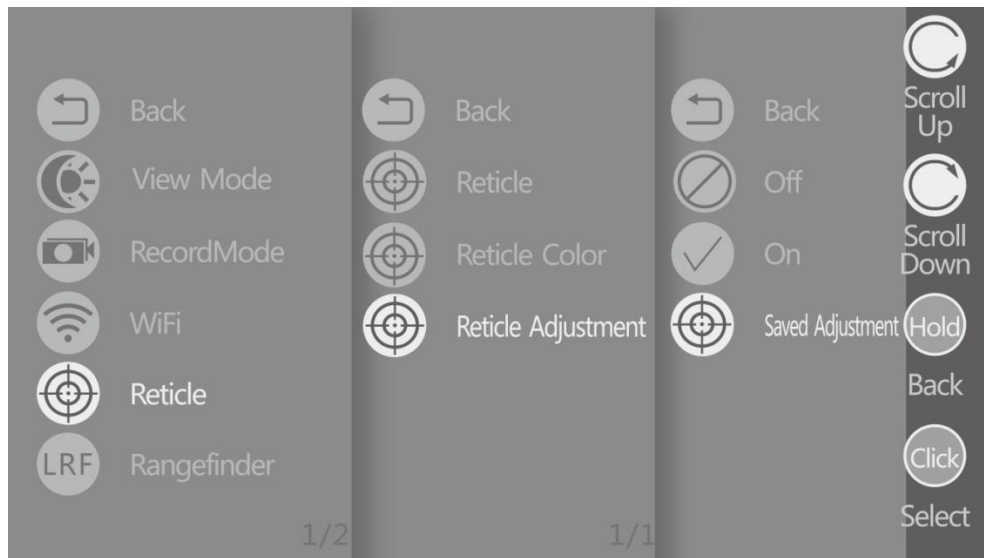 Back
View Mode
RecordMode
WiFi
Reticle
LRF Rangefinder
1/2
Back
Reticle
Reticle Color
Reticle Adjustment
1/1
Back
Off
On
Saved Adjustment
Scroll
Up
Scroll
Down
Hold
Back
Click
Select